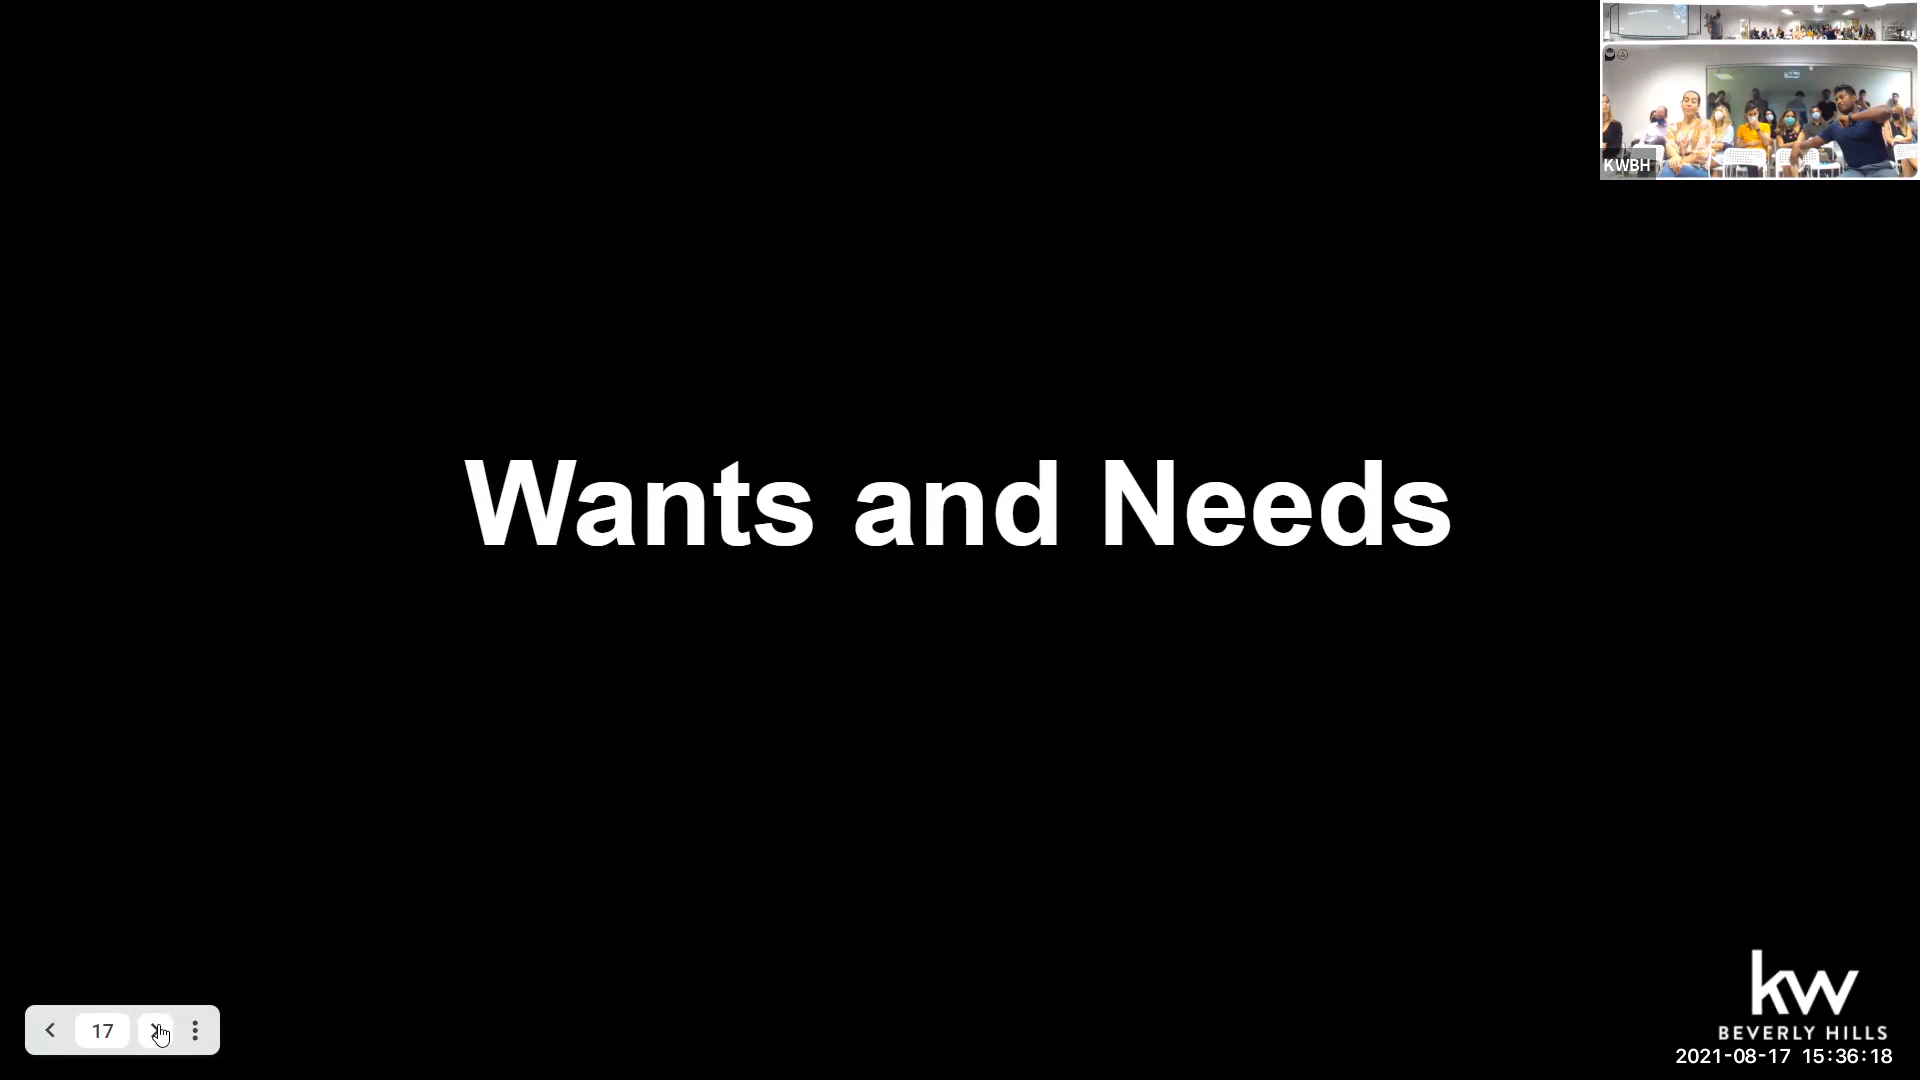 KWBH
Wants and Needs
17
kw
BEVERLY HILLS
2021-08-17 15:36:18